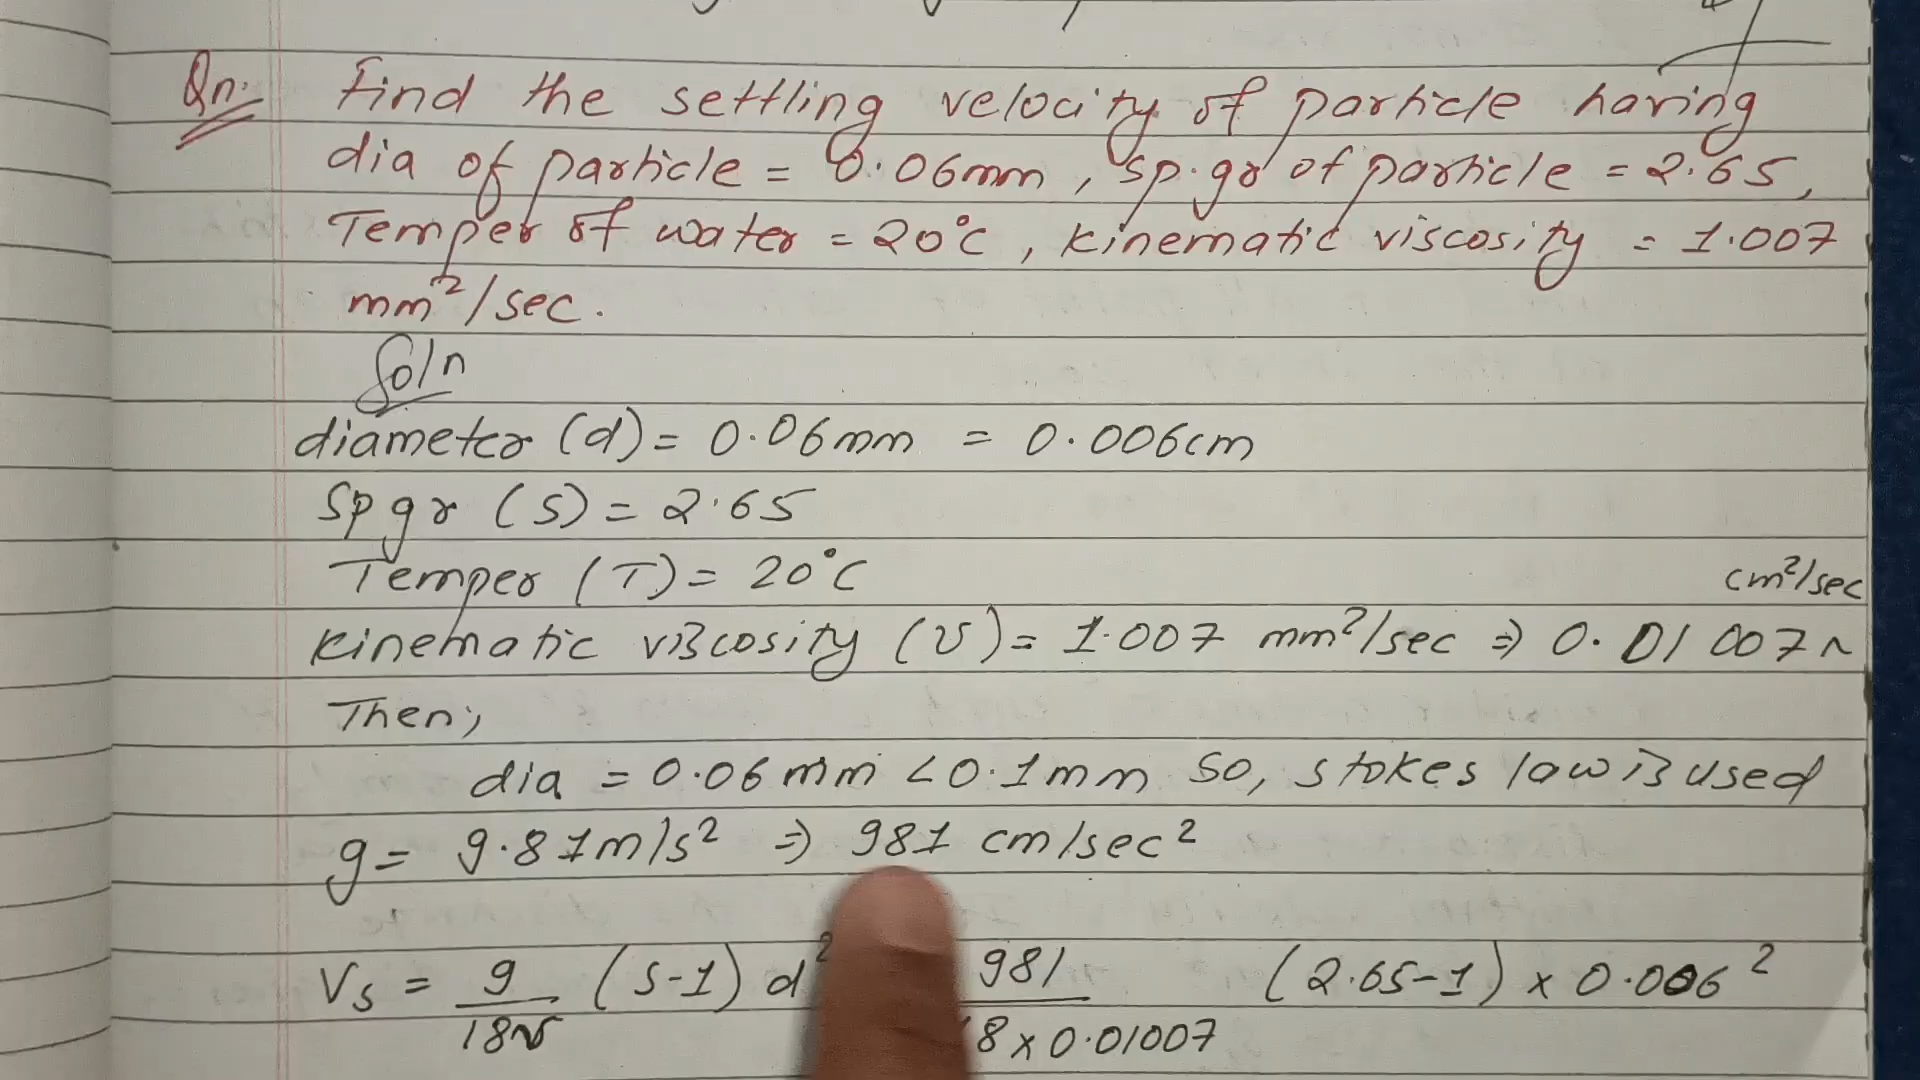 Qn. Find the settling velocity of particle having
dia of particle = 0.06mm, sp.gr of particle = 2.65,
Temper of water = 20°C, kinematic viscosity = 1.007
mm²/sec.
Soln
diameter (d) = 0.06mm = 0.006cm
Sp gr (S) = 2.65
Temper (T) = 20°C
cm²/sec
kinematic viscosity (υ) = 1.007 mm²/sec ⇒ 0.01007
Then,
dia = 0.06 mm < 0.1mm so, stokes law is used
g = 9.81m/s² ⇒ 981 cm/sec²
Vs = g/18υ (s-1) d² 981/18 x 0.01007 (2.65-1) x 0.006²